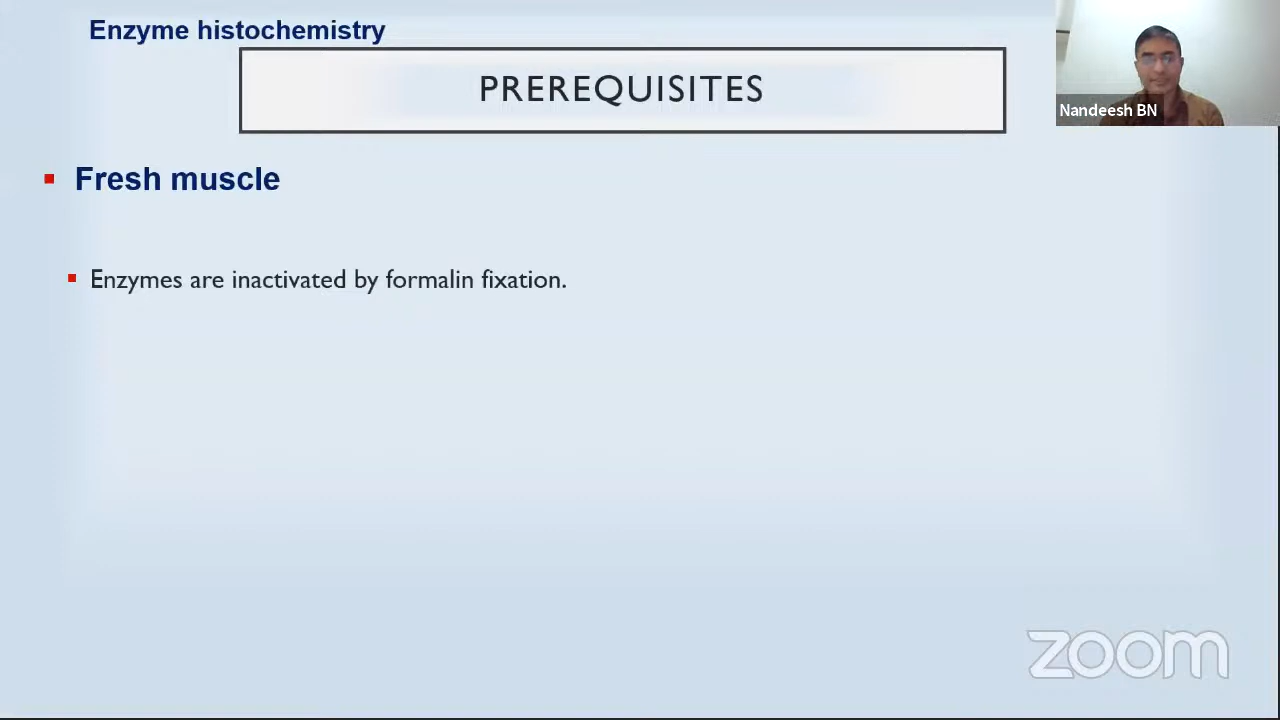 Enzyme histochemistry
PREREQUISITES
Nandeesh BN
Fresh muscle
Enzymes are inactivated by formalin fixation.
zoom